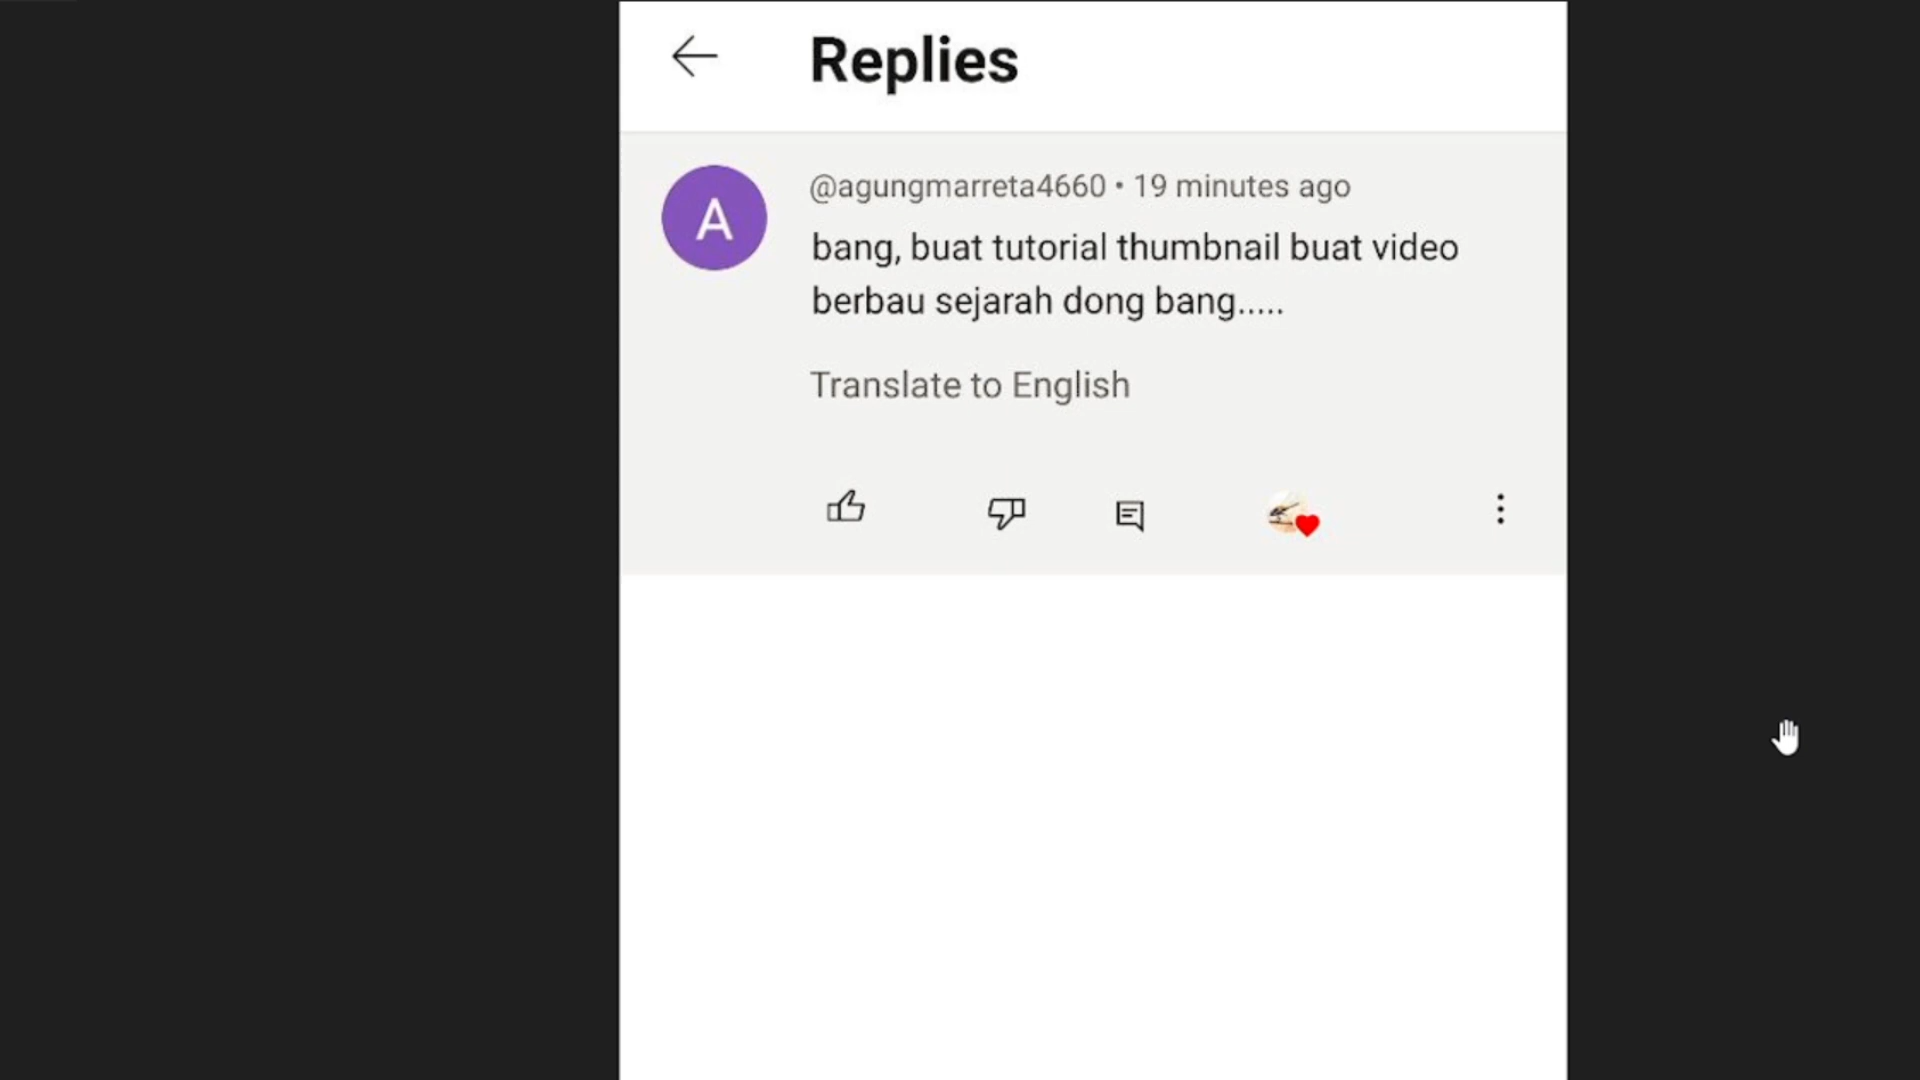 Replies
A
@agungmarreta4660 • 19 minutes ago
bang, buat tutorial thumbnail buat video
berbau sejarah dong bang.....
Translate to English